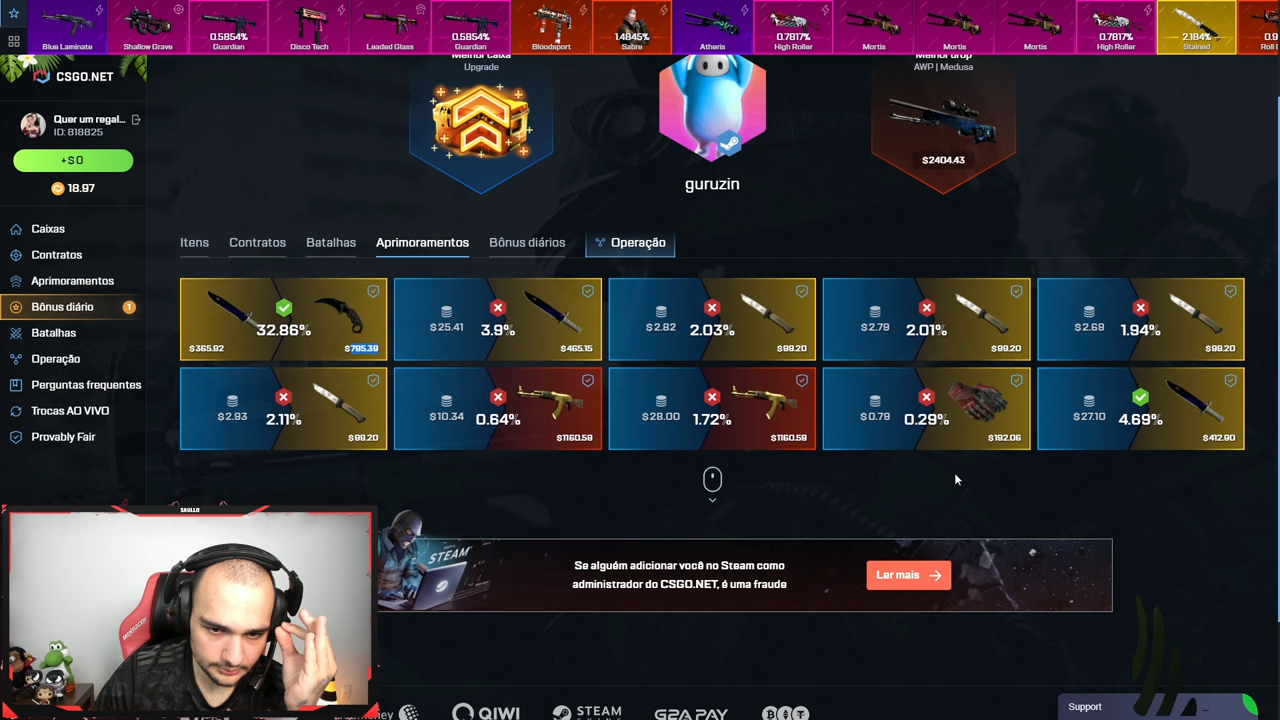 Blue Laminate
Shallow Grave
0.5854%
Guardian
Disco Tech
Leaded Glass
0.5854%
Guardian
Bloodsport
1.4845%
Sabre
Atheris
0.7817%
High Roller
Mortis
Mortis
Mortis
0.7817%
High Roller
2.184%
Stained
CSGO.NET
Quer um regal...
ID: 818825
+$0
18.97
Caixas
Contratos
Aprimoramentos
Bônus diário
1
Batalhas
Operação
Perguntas frequentes
Trocas AO VIVO
Provably Fair
Melhor caixa
Upgrade
Melhor drop
AWP | Medusa
$2404.43
guruzin
Itens
Contratos
Batalhas
Aprimoramentos
Bônus diários
Operação
32.86%
$365.92
$795.39
$25.41
3.9%
$465.15
$2.82
2.03%
$99.20
$2.79
2.01%
$99.20
$2.69
1.94%
$99.20
$2.93
2.11%
$99.20
$10.34
0.64%
$1160.59
$28.00
1.72%
$1160.59
$0.79
0.29%
$192.06
$27.10
4.69%
$412.90
STEAM
Se alguém adicionar você no Steam como
administrador do CSGO.NET, é uma fraude
Ler mais
SAULLO
QIWI
STEAM
G2A PAY
Support